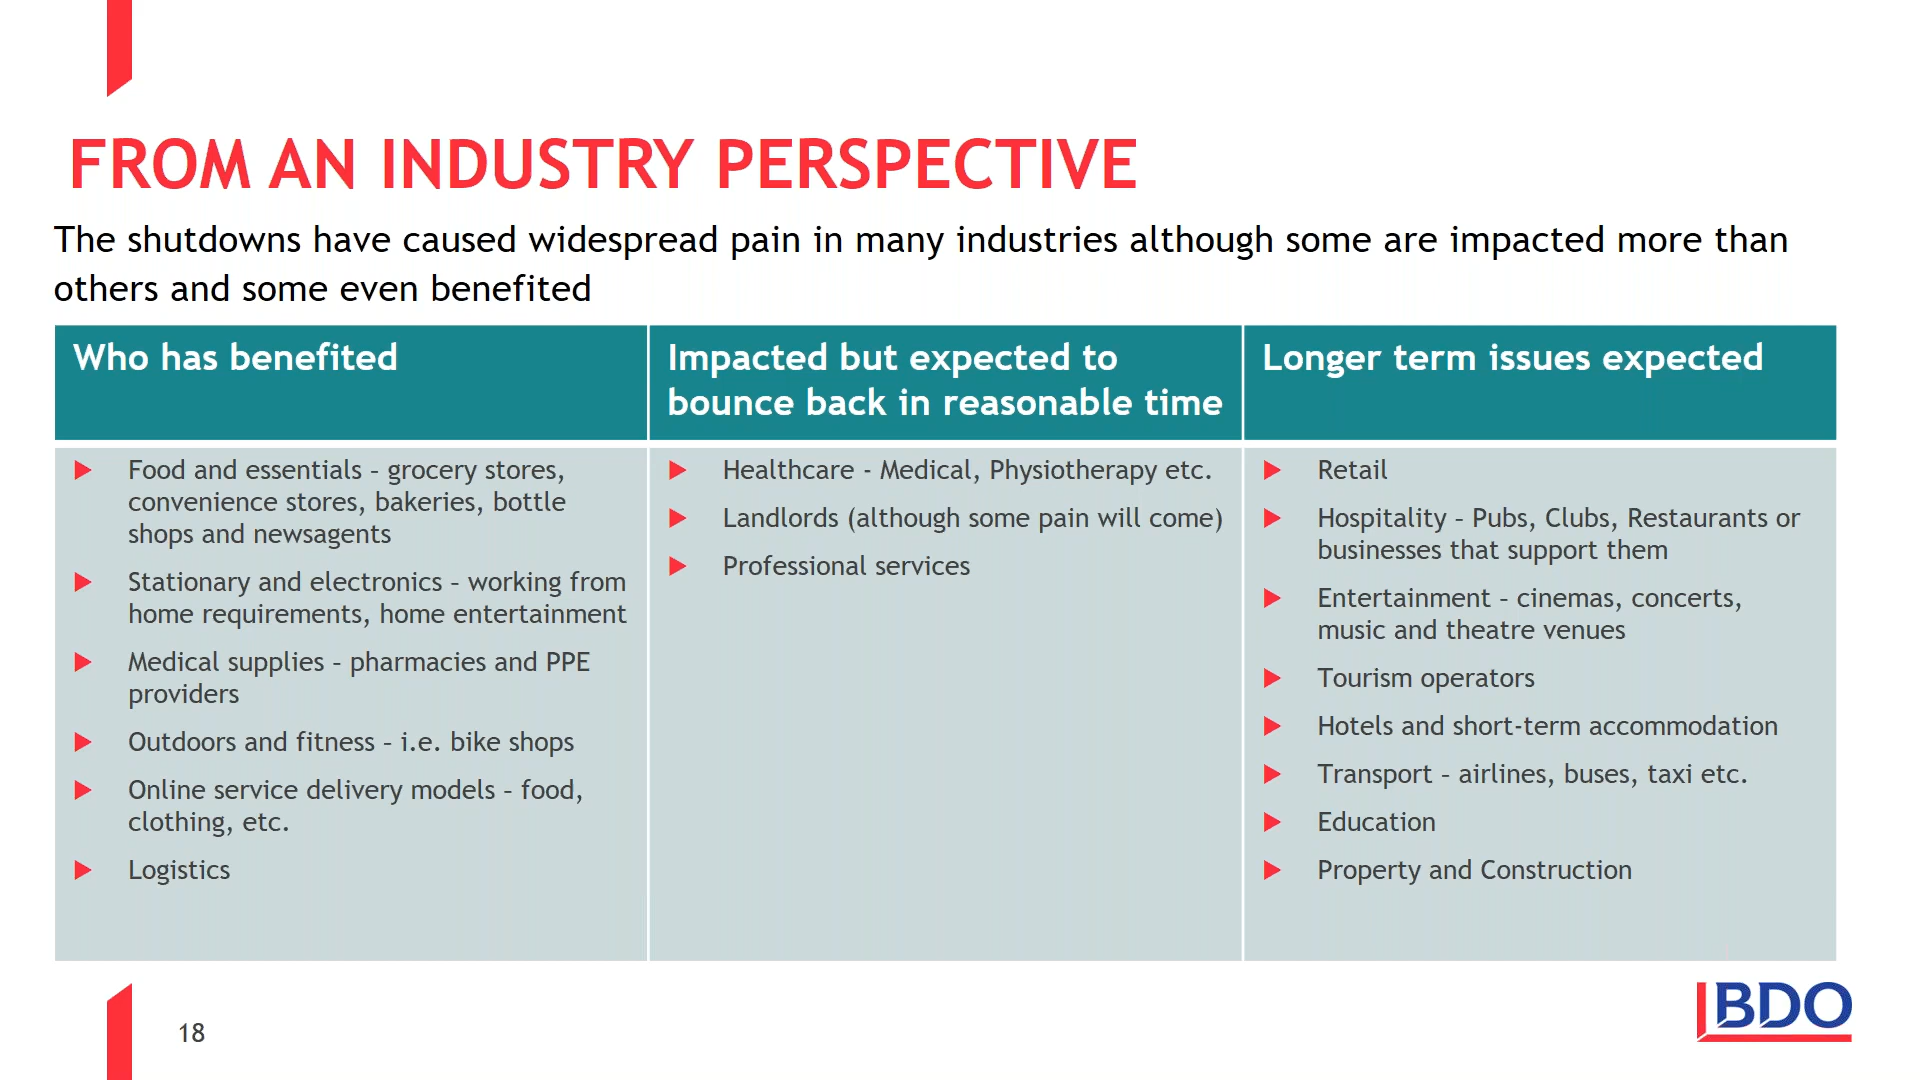 FROM AN INDUSTRY PERSPECTIVE
The shutdowns have caused widespread pain in many industries although some are impacted more than
others and some even benefited
Who has benefited
Food and essentials – grocery stores,
convenience stores, bakeries, bottle
shops and newsagents
Stationary and electronics – working from
home requirements, home entertainment
Medical supplies – pharmacies and PPE
providers
Outdoors and fitness – i.e. bike shops
Online service delivery models – food,
clothing, etc.
Logistics
Impacted but expected to
bounce back in reasonable time
Healthcare - Medical, Physiotherapy etc.
Landlords (although some pain will come)
Professional services
Longer term issues expected
Retail
Hospitality – Pubs, Clubs, Restaurants or
businesses that support them
Entertainment – cinemas, concerts,
music and theatre venues
Tourism operators
Hotels and short-term accommodation
Transport – airlines, buses, taxi etc.
Education
Property and Construction
18
BDO